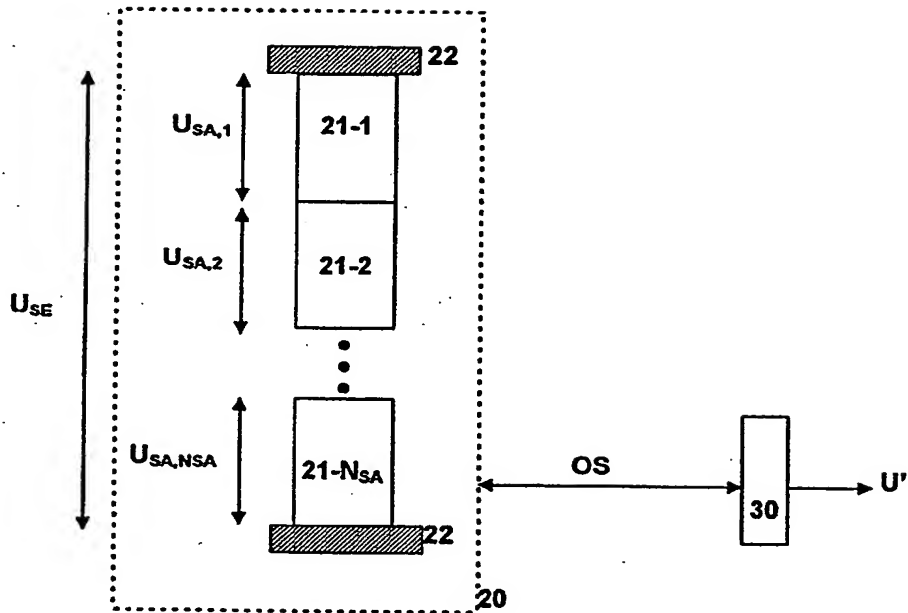 22
U_SA,1
21-1
U_SA,2
21-2
U_SE
U_SA,NSA
21-N_SA
OS
U'
30
22
20